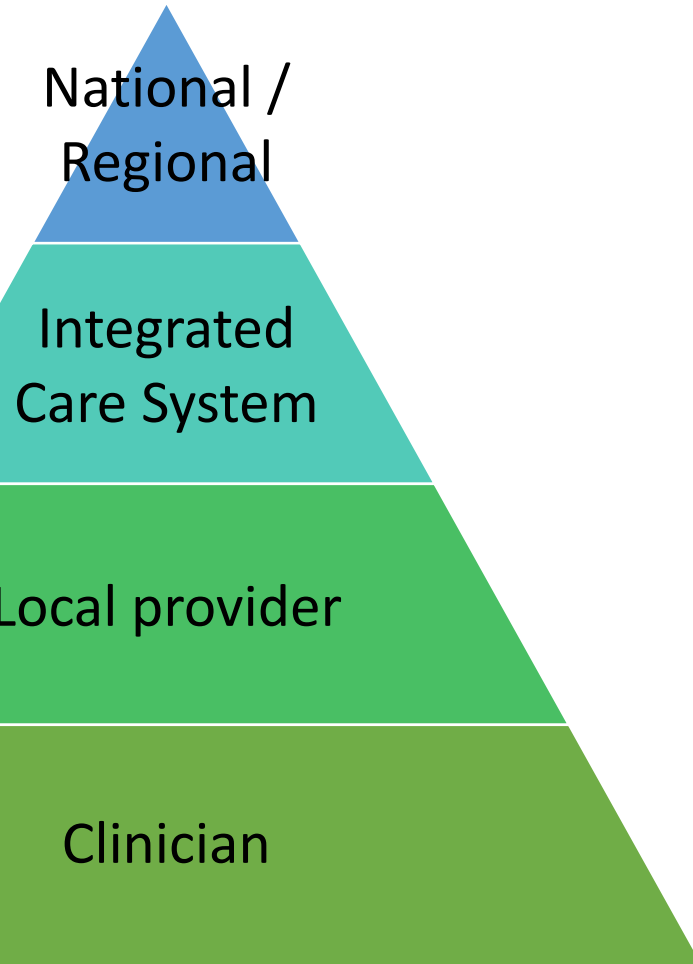 National /
Regional
Integrated
Care System
Local provider
Clinician